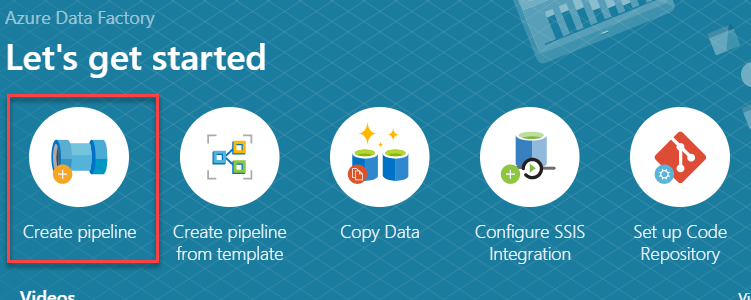 Azure Data Factory
Let's get started
Create pipeline
Create pipeline
from template
Copy Data
Configure SSIS
Integration
Set up Code
Repository
Videos